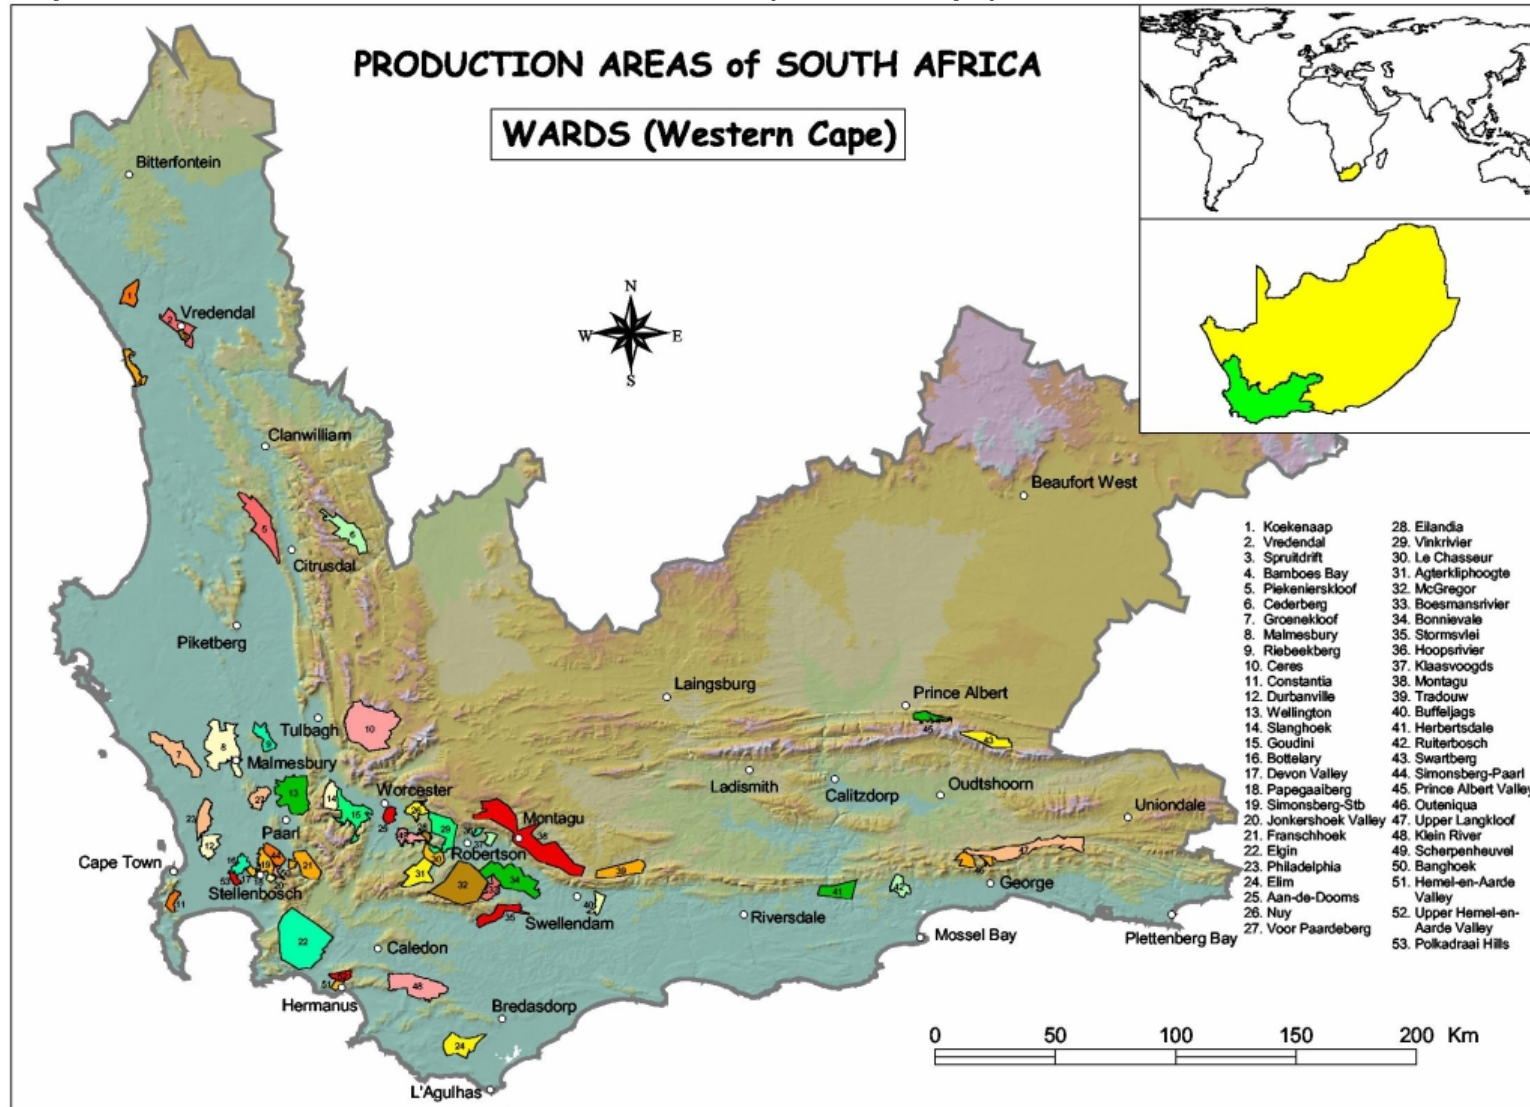 PRODUCTION AREAS of SOUTH AFRICA
WARDS (Western Cape)
N
W
E
S
Bitterfontein
Vredendal
Clanwilliam
Citrusdal
Piketberg
Beaufort West
Laingsburg
Prince Albert
Tulbagh
Malmesbury
Worcester
Ladismith
Calitzdorp
Oudtshoorn
Uniondale
Paarl
Montagu
Cape Town
Robertson
Stellenbosch
Swellendam
George
Riversdale
Mossel Bay
Plettenberg Bay
Caledon
Hermanus
Bredasdorp
L'Agulhas
1. Koekenaap
2. Vredendal
3. Spruitdrift
4. Bamboes Bay
5. Piekenierskloof
6. Cederberg
7. Groenekloof
8. Malmesbury
9. Riebeekberg
10. Ceres
11. Constantia
12. Durbanville
13. Wellington
14. Slanghoek
15. Goudini
16. Bottelary
17. Devon Valley
18. Papegaaiberg
19. Simonsberg-Stb
20. Jonkershoek Valley
21. Franschhoek
22. Elgin
23. Philadelphia
24. Elim
25. Aan-de-Dooms
26. Nuy
27. Voor Paardeberg
28. Eilandia
29. Vinkrivier
30. Le Chasseur
31. Agterkliphoogte
32. McGregor
33. Boesmansrivier
34. Bonnievale
35. Stormsvlei
36. Hoopsrivier
37. Klaasvoogds
38. Montagu
39. Tradouw
40. Buffeljags
41. Herbertsdale
42. Ruiterbosch
43. Swartberg
44. Simonsberg-Paarl
45. Prince Albert Valley
46. Outeniqua
47. Upper Langkloof
48. Klein River
49. Scherpenheuvel
50. Banghoek
51. Hemel-en-Aarde
Valley
52. Upper Hemel-en-
Aarde Valley
53. Polkadraai Hills
0 50 100 150 200 Km